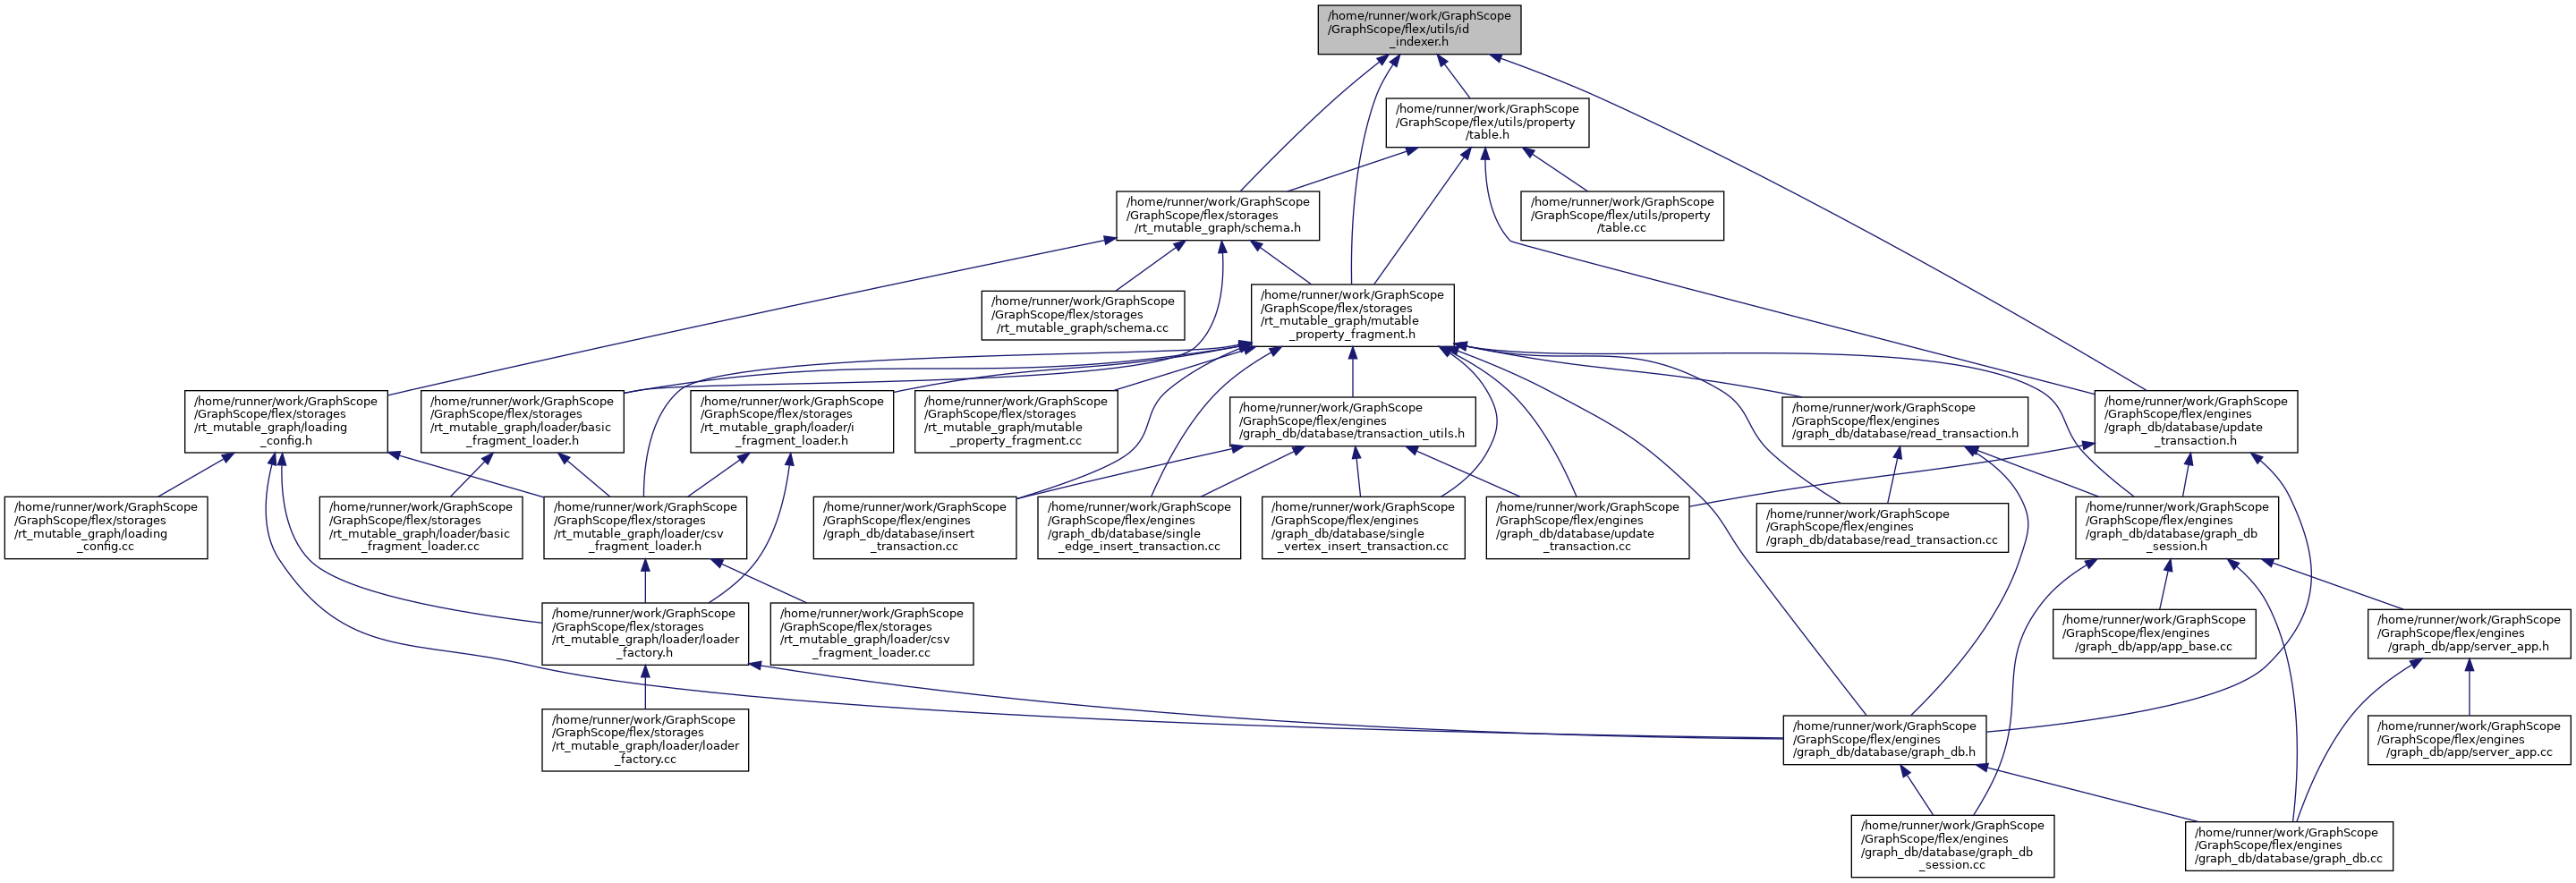 /home/runner/work/GraphScope
/GraphScope/flex/utils/id
_indexer.h
/home/runner/work/GraphScope
/GraphScope/flex/utils/property
/table.h
/home/runner/work/GraphScope
/GraphScope/flex/storages
/rt_mutable_graph/schema.h
/home/runner/work/GraphScope
/GraphScope/flex/utils/property
/table.cc
/home/runner/work/GraphScope
/GraphScope/flex/storages
/rt_mutable_graph/schema.cc
/home/runner/work/GraphScope
/GraphScope/flex/storages
/rt_mutable_graph/mutable
_property_fragment.h
/home/runner/work/GraphScope
/GraphScope/flex/storages
/rt_mutable_graph/loading
_config.h
/home/runner/work/GraphScope
/GraphScope/flex/storages
/rt_mutable_graph/loader/basic
_fragment_loader.h
/home/runner/work/GraphScope
/GraphScope/flex/storages
/rt_mutable_graph/loader/i
_fragment_loader.h
/home/runner/work/GraphScope
/GraphScope/flex/storages
/rt_mutable_graph/mutable
_property_fragment.cc
/home/runner/work/GraphScope
/GraphScope/flex/engines
/graph_db/database/transaction_utils.h
/home/runner/work/GraphScope
/GraphScope/flex/engines
/graph_db/database/read_transaction.h
/home/runner/work/GraphScope
/GraphScope/flex/engines
/graph_db/database/update
_transaction.h
/home/runner/work/GraphScope
/GraphScope/flex/storages
/rt_mutable_graph/loading
_config.cc
/home/runner/work/GraphScope
/GraphScope/flex/storages
/rt_mutable_graph/loader/basic
_fragment_loader.cc
/home/runner/work/GraphScope
/GraphScope/flex/storages
/rt_mutable_graph/loader/csv
_fragment_loader.h
/home/runner/work/GraphScope
/GraphScope/flex/engines
/graph_db/database/insert
_transaction.cc
/home/runner/work/GraphScope
/GraphScope/flex/engines
/graph_db/database/single
_edge_insert_transaction.cc
/home/runner/work/GraphScope
/GraphScope/flex/engines
/graph_db/database/single
_vertex_insert_transaction.cc
/home/runner/work/GraphScope
/GraphScope/flex/engines
/graph_db/database/update
_transaction.cc
/home/runner/work/GraphScope
/GraphScope/flex/engines
/graph_db/database/read_transaction.cc
/home/runner/work/GraphScope
/GraphScope/flex/engines
/graph_db/database/graph_db
_session.h
/home/runner/work/GraphScope
/GraphScope/flex/storages
/rt_mutable_graph/loader/loader
_factory.h
/home/runner/work/GraphScope
/GraphScope/flex/storages
/rt_mutable_graph/loader/csv
_fragment_loader.cc
/home/runner/work/GraphScope
/GraphScope/flex/engines
/graph_db/app/app_base.cc
/home/runner/work/GraphScope
/GraphScope/flex/engines
/graph_db/app/server_app.h
/home/runner/work/GraphScope
/GraphScope/flex/storages
/rt_mutable_graph/loader/loader
_factory.cc
/home/runner/work/GraphScope
/GraphScope/flex/engines
/graph_db/database/graph_db.h
/home/runner/work/GraphScope
/GraphScope/flex/engines
/graph_db/app/server_app.cc
/home/runner/work/GraphScope
/GraphScope/flex/engines
/graph_db/database/graph_db
_session.cc
/home/runner/work/GraphScope
/GraphScope/flex/engines
/graph_db/database/graph_db.cc